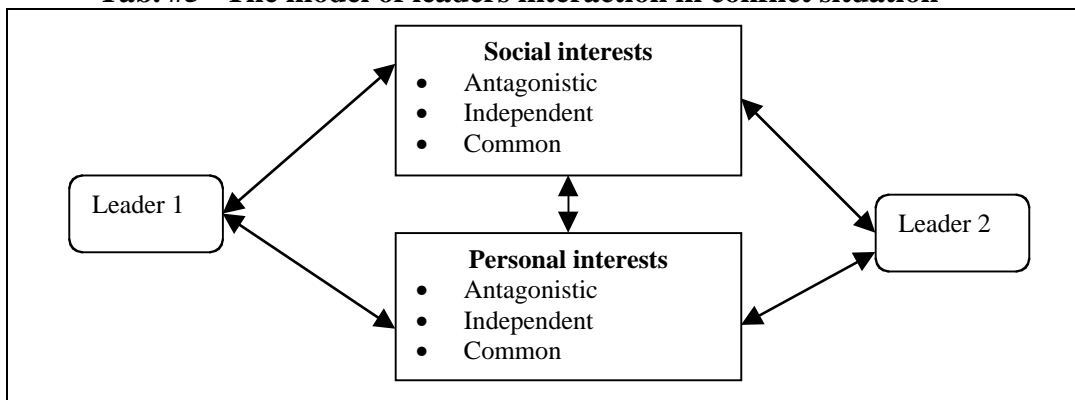 Tab. #3 - The model of leaders interaction in conflict situation
Social interests
• Antagonistic
• Independent
• Common
Leader 1
Leader 2
Personal interests
• Antagonistic
• Independent
• Common